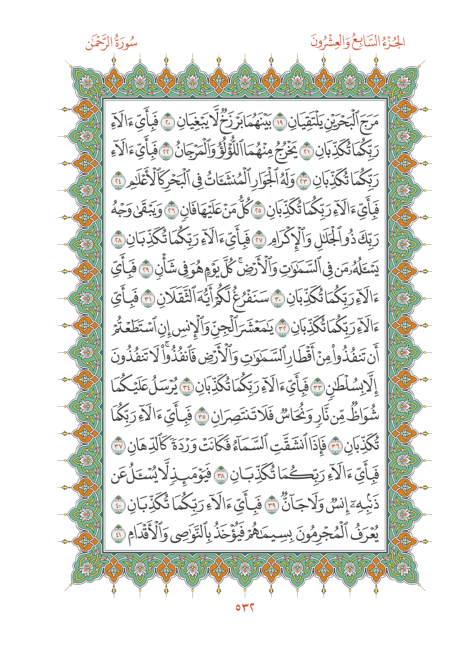 الجُزْءُ السَّابِعُ وَالعِشْرُونَ
سُورَةُ الرَّحْمَٰن
مَرَجَ ٱلْبَحْرَيْنِ يَلْتَقِيَانِ ١٩ بَيْنَهُمَا بَرْزَخٌ لَّا يَبْغِيَانِ ٢٠ فَبِأَىِّ ءَالَآءِ
رَبِّكُمَا تُكَذِّبَانِ ٢١ يَخْرُجُ مِنْهُمَا ٱللُّؤْلُؤُ وَٱلْمَرْجَانُ ٢٢ فَبِأَىِّ ءَالَآءِ
رَبِّكُمَا تُكَذِّبَانِ ٢٣ وَلَهُ ٱلْجَوَارِ ٱلْمُنشَـَٔاتُ فِى ٱلْبَحْرِ كَٱلْأَعْلَٰمِ ٢٤
فَبِأَىِّ ءَالَآءِ رَبِّكُمَا تُكَذِّبَانِ ٢٥ كُلُّ مَنْ عَلَيْهَا فَانٍ ٢٦ وَيَبْقَىٰ وَجْهُ
رَبِّكَ ذُو ٱلْجَلَٰلِ وَٱلْإِكْرَامِ ٢٧ فَبِأَىِّ ءَالَآءِ رَبِّكُمَا تُكَذِّبَانِ ٢٨
يَسْـَٔلُهُۥ مَن فِى ٱلسَّمَٰوَٰتِ وَٱلْأَرْضِ ۚ كُلَّ يَوْمٍ هُوَ فِى شَأْنٍ ٢٩ فَبِأَىِّ
ءَالَآءِ رَبِّكُمَا تُكَذِّبَانِ ٣٠ سَنَفْرُغُ لَكُمْ أَيُّهَ ٱلثَّقَلَانِ ٣١ فَبِأَىِّ
ءَالَآءِ رَبِّكُمَا تُكَذِّبَانِ ٣٢ يَٰمَعْشَرَ ٱلْجِنِّ وَٱلْإِنسِ إِنِ ٱسْتَطَعْتُمْ
أَن تَنفُذُوا۟ مِنْ أَقْطَارِ ٱلسَّمَٰوَٰتِ وَٱلْأَرْضِ فَٱنفُذُوا۟ ۚ لَا تَنفُذُونَ
إِلَّا بِسُلْطَٰنٍ ٣٣ فَبِأَىِّ ءَالَآءِ رَبِّكُمَا تُكَذِّبَانِ ٣٤ يُرْسَلُ عَلَيْكُمَا
شُوَاظٌ مِّن نَّارٍ وَنُحَاسٌ فَلَا تَنتَصِرَانِ ٣٥ فَبِأَىِّ ءَالَآءِ رَبِّكُمَا
تُكَذِّبَانِ ٣٦ فَإِذَا ٱنشَقَّتِ ٱلسَّمَآءُ فَكَانَتْ وَرْدَةً كَٱلدِّهَانِ ٣٧
فَبِأَىِّ ءَالَآءِ رَبِّكُمَا تُكَذِّبَانِ ٣٨ فَيَوْمَئِذٍ لَّا يُسْـَٔلُ عَن
ذَنۢبِهِۦٓ إِنسٌ وَلَا جَآنٌّ ٣٩ فَبِأَىِّ ءَالَآءِ رَبِّكُمَا تُكَذِّبَانِ ٤٠
يُعْرَفُ ٱلْمُجْرِمُونَ بِسِيمَٰهُمْ فَيُؤْخَذُ بِٱلنَّوَٰصِى وَٱلْأَقْدَامِ ٤١
٥٣٢